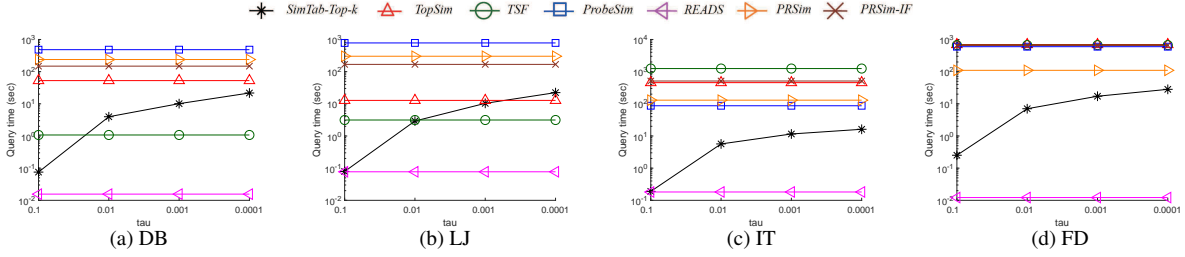 SimTab-Top-k TopSim TSF ProbeSim READS PRSim PRSim-IF
10^3
10^2
10^1
10^0
10^-1
10^-2
Query time (sec)
0.1 0.01 0.001 0.0001
tau
(a) DB
10^3
10^2
10^1
10^0
10^-1
10^-2
Query time (sec)
0.1 0.01 0.001 0.0001
tau
(b) LJ
10^4
10^3
10^2
10^1
10^0
10^-1
Query time (sec)
0.1 0.01 0.001 0.0001
tau
(c) IT
10^3
10^2
10^1
10^0
10^-1
10^-2
Query time (sec)
0.1 0.01 0.001 0.0001
tau
(d) FD